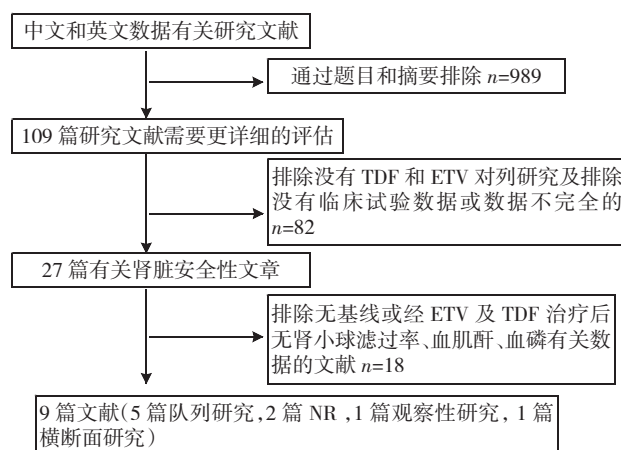 中文和英文数据有关研究文献
通过题目和摘要排除 n=989
109 篇研究文献需要更详细的评估
排除没有 TDF 和 ETV 对列研究及排除
没有临床试验数据或数据不完全的
n=82
27 篇有关肾脏安全性文章
排除无基线或经 ETV 及 TDF 治疗后
无肾小球滤过率、血肌酐、血磷有关数
据的文献 n=18
9 篇文献(5 篇队列研究,2 篇 NR ,1 篇观察性研究, 1 篇
横断面研究)